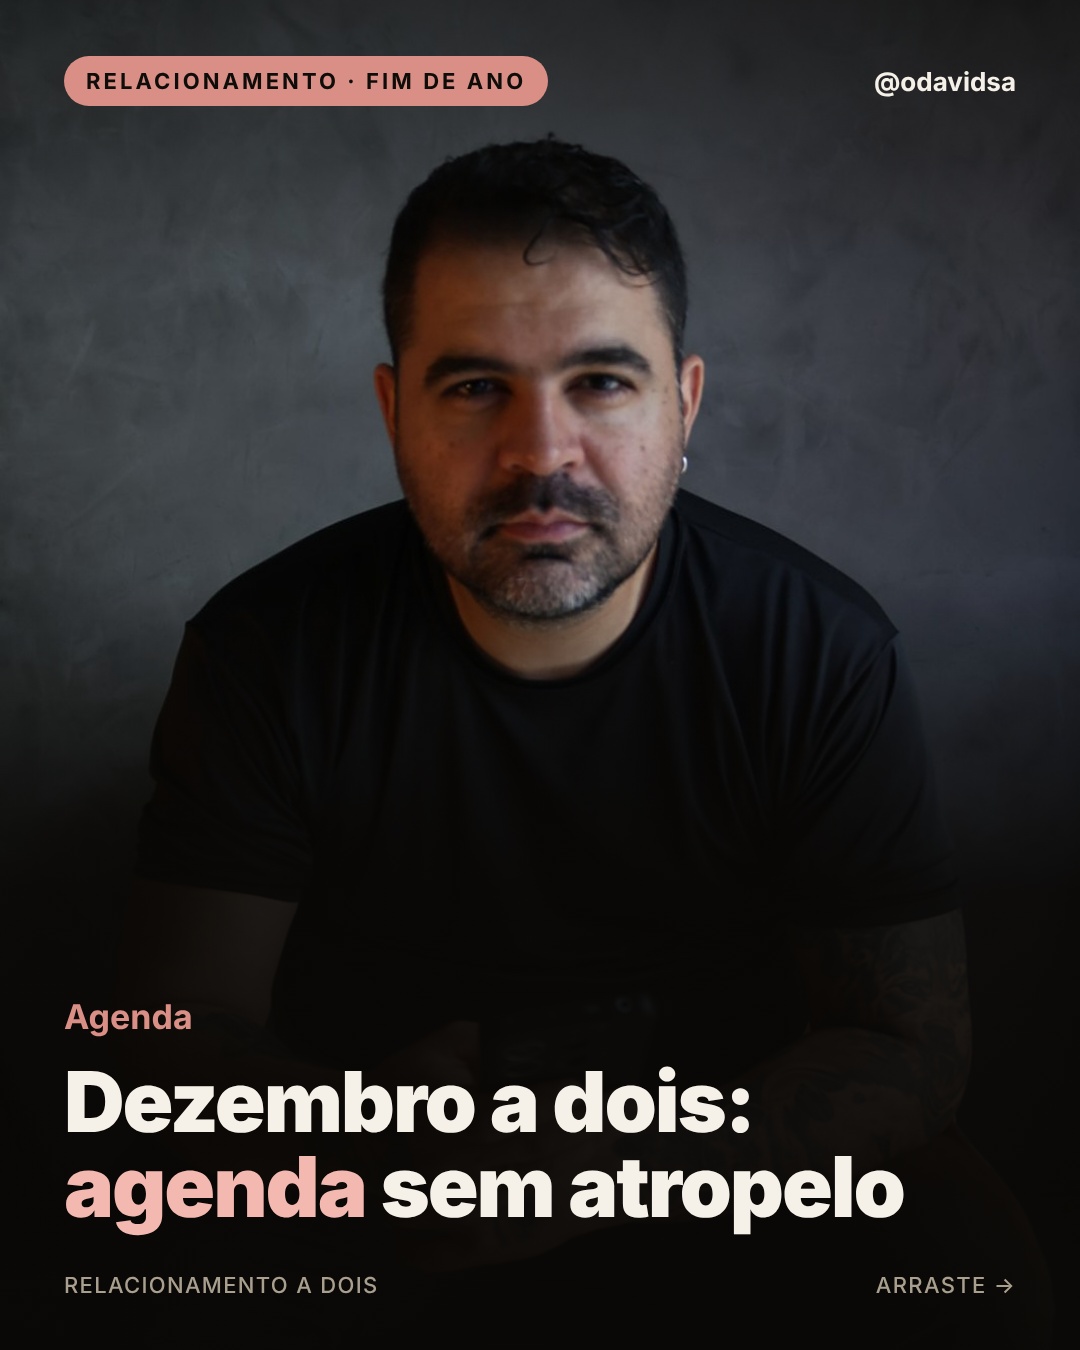 RELACIONAMENTO · FIM DE ANO
@odavidsa
Agenda
Dezembro a dois:
agenda sem atropelo
RELACIONAMENTO A DOIS
ARRASTE →